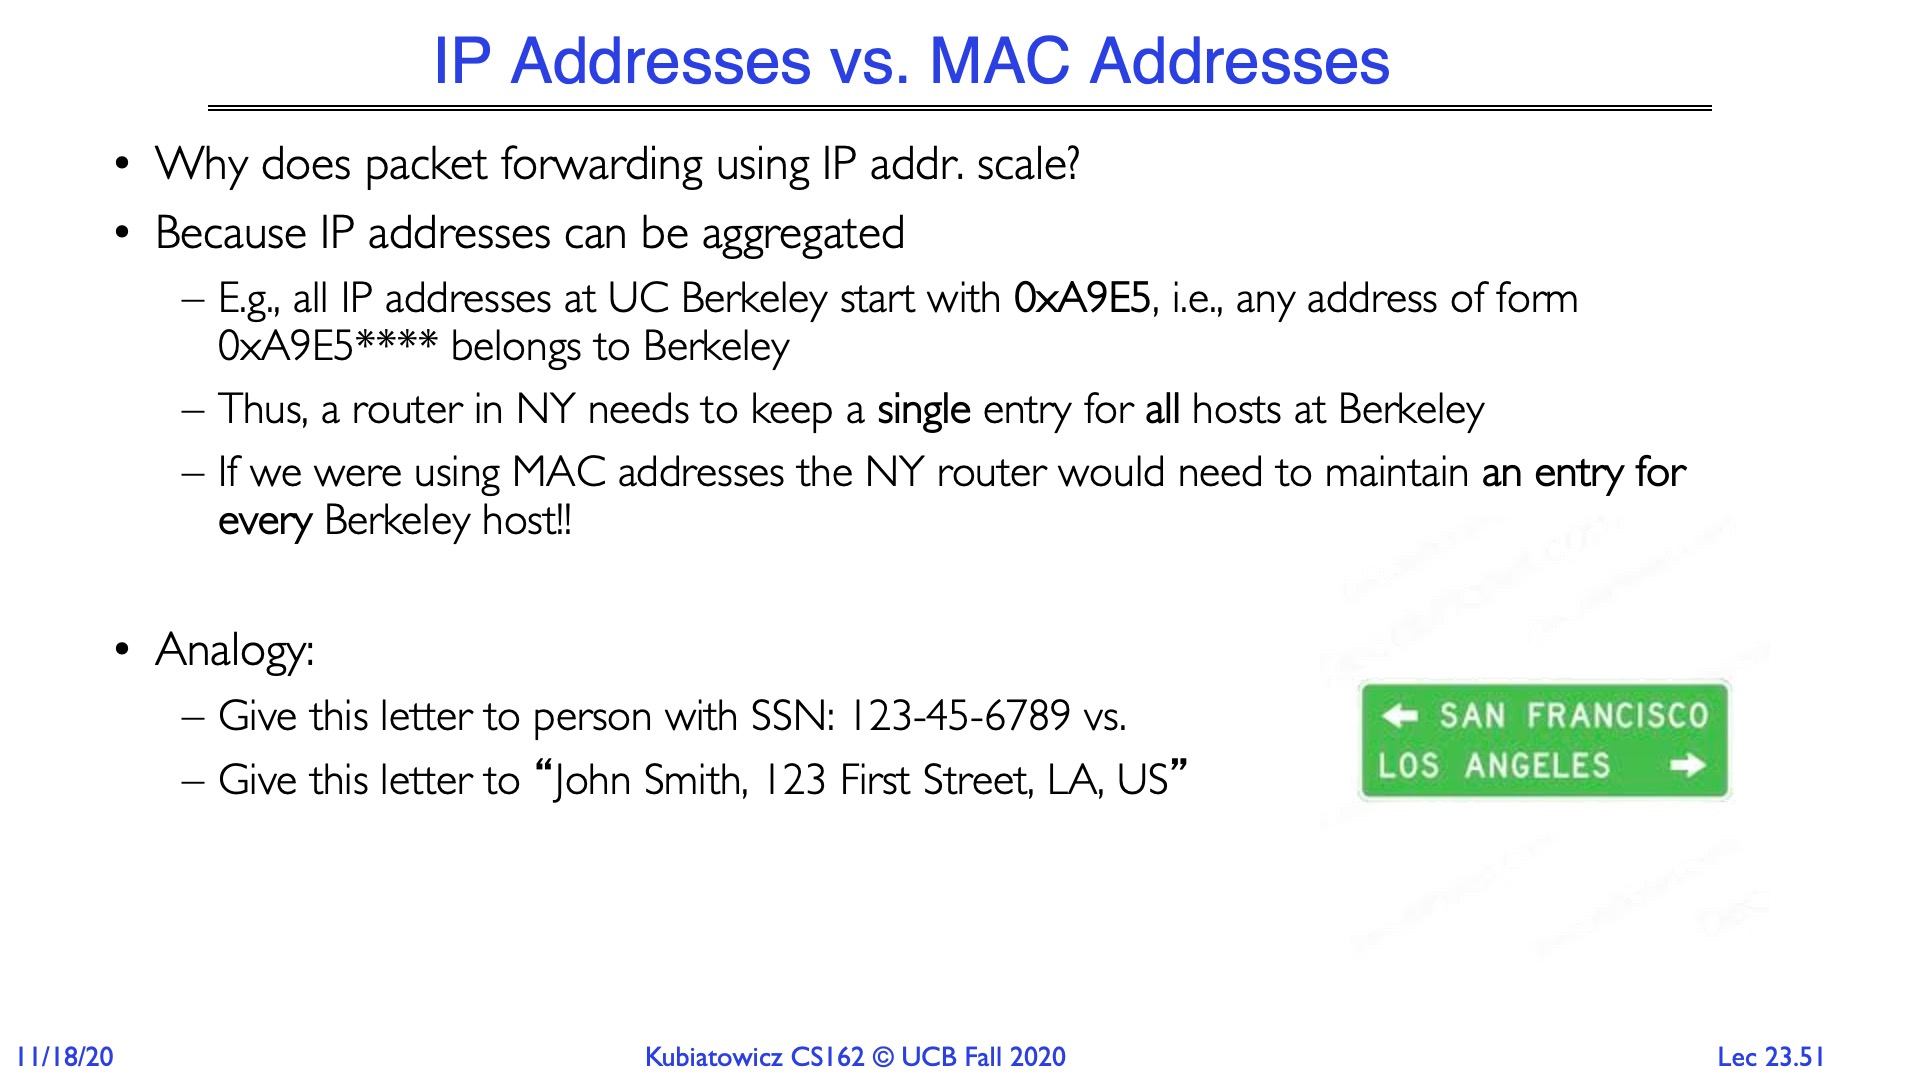 IP Addresses vs. MAC Addresses
• Why does packet forwarding using IP addr. scale?
• Because IP addresses can be aggregated
– E.g., all IP addresses at UC Berkeley start with 0xA9E5, i.e., any address of form
0xA9E5**** belongs to Berkeley
– Thus, a router in NY needs to keep a single entry for all hosts at Berkeley
– If we were using MAC addresses the NY router would need to maintain an entry for
every Berkeley host!!
• Analogy:
– Give this letter to person with SSN: 123-45-6789 vs.
– Give this letter to “John Smith, 123 First Street, LA, US”
← SAN FRANCISCO
LOS ANGELES →
11/18/20
Kubiatowicz CS162 © UCB Fall 2020
Lec 23.51